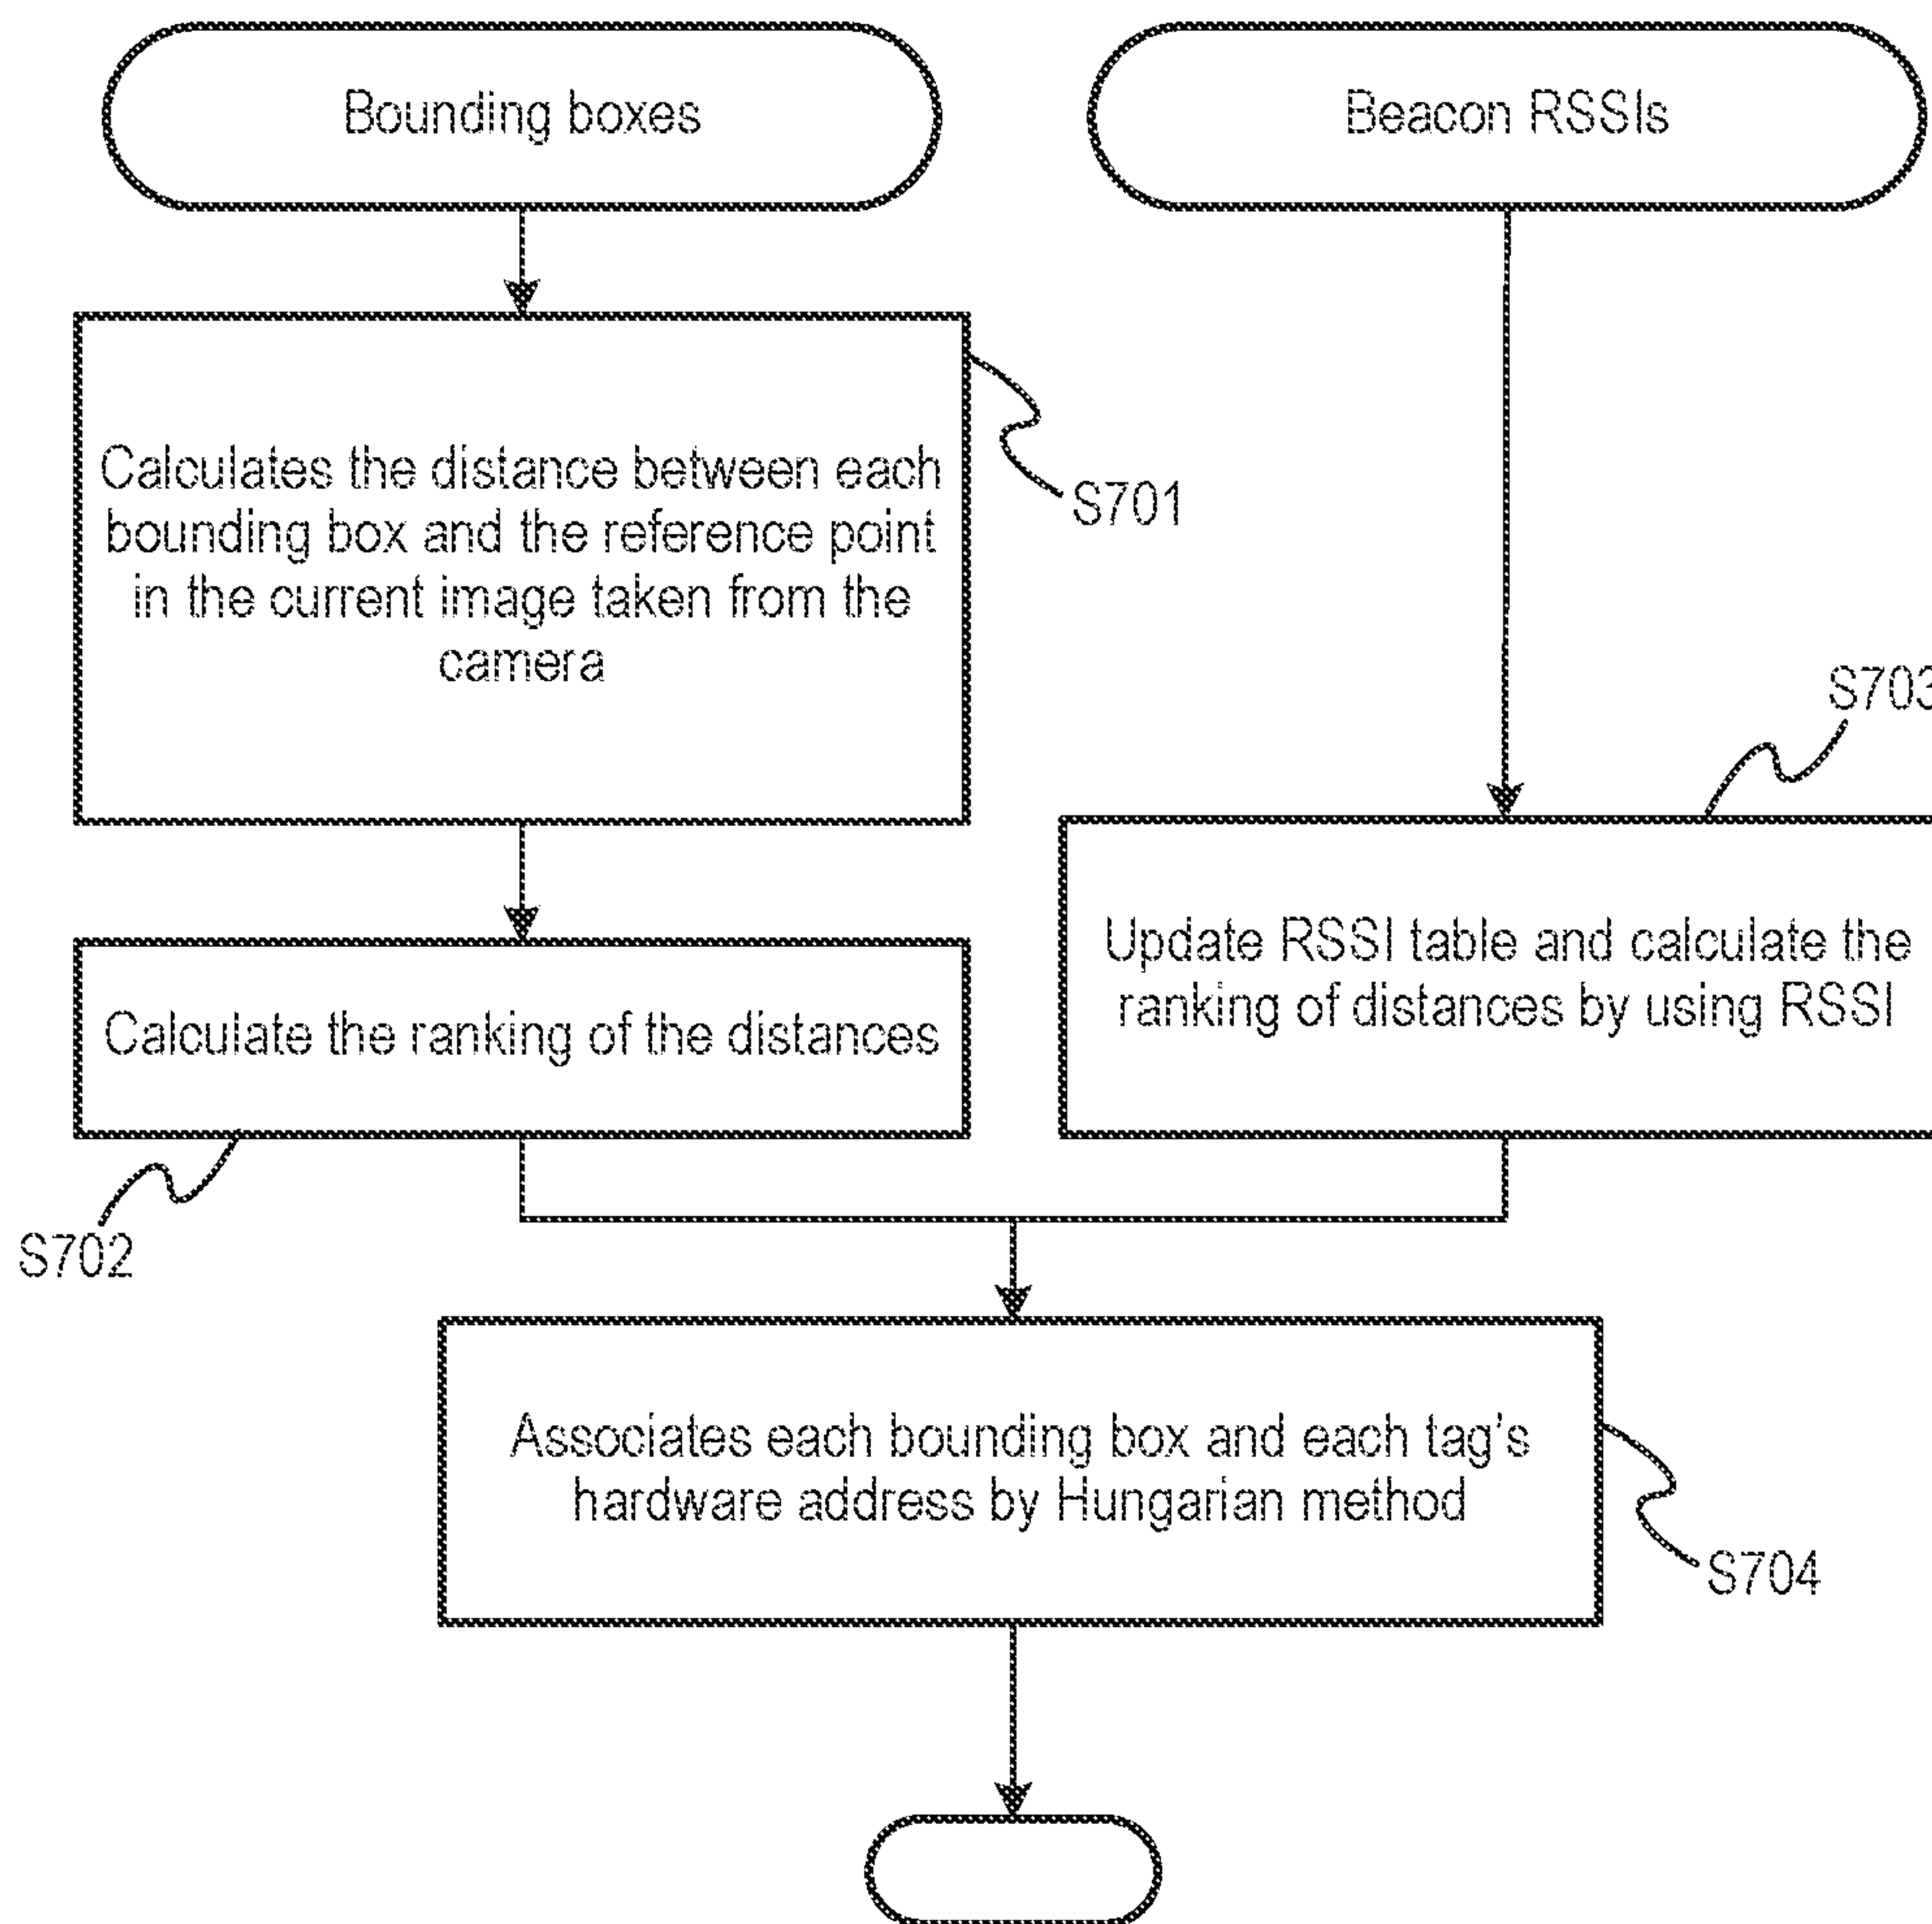 Bounding boxes
Beacon RSSIs
Calculates the distance between each
bounding box and the reference point
in the current image taken from the
camera
S701
S703
Calculate the ranking of the distances
Update RSSI table and calculate the
ranking of distances by using RSSI
S702
Associates each bounding box and each tag's
hardware address by Hungarian method
S704